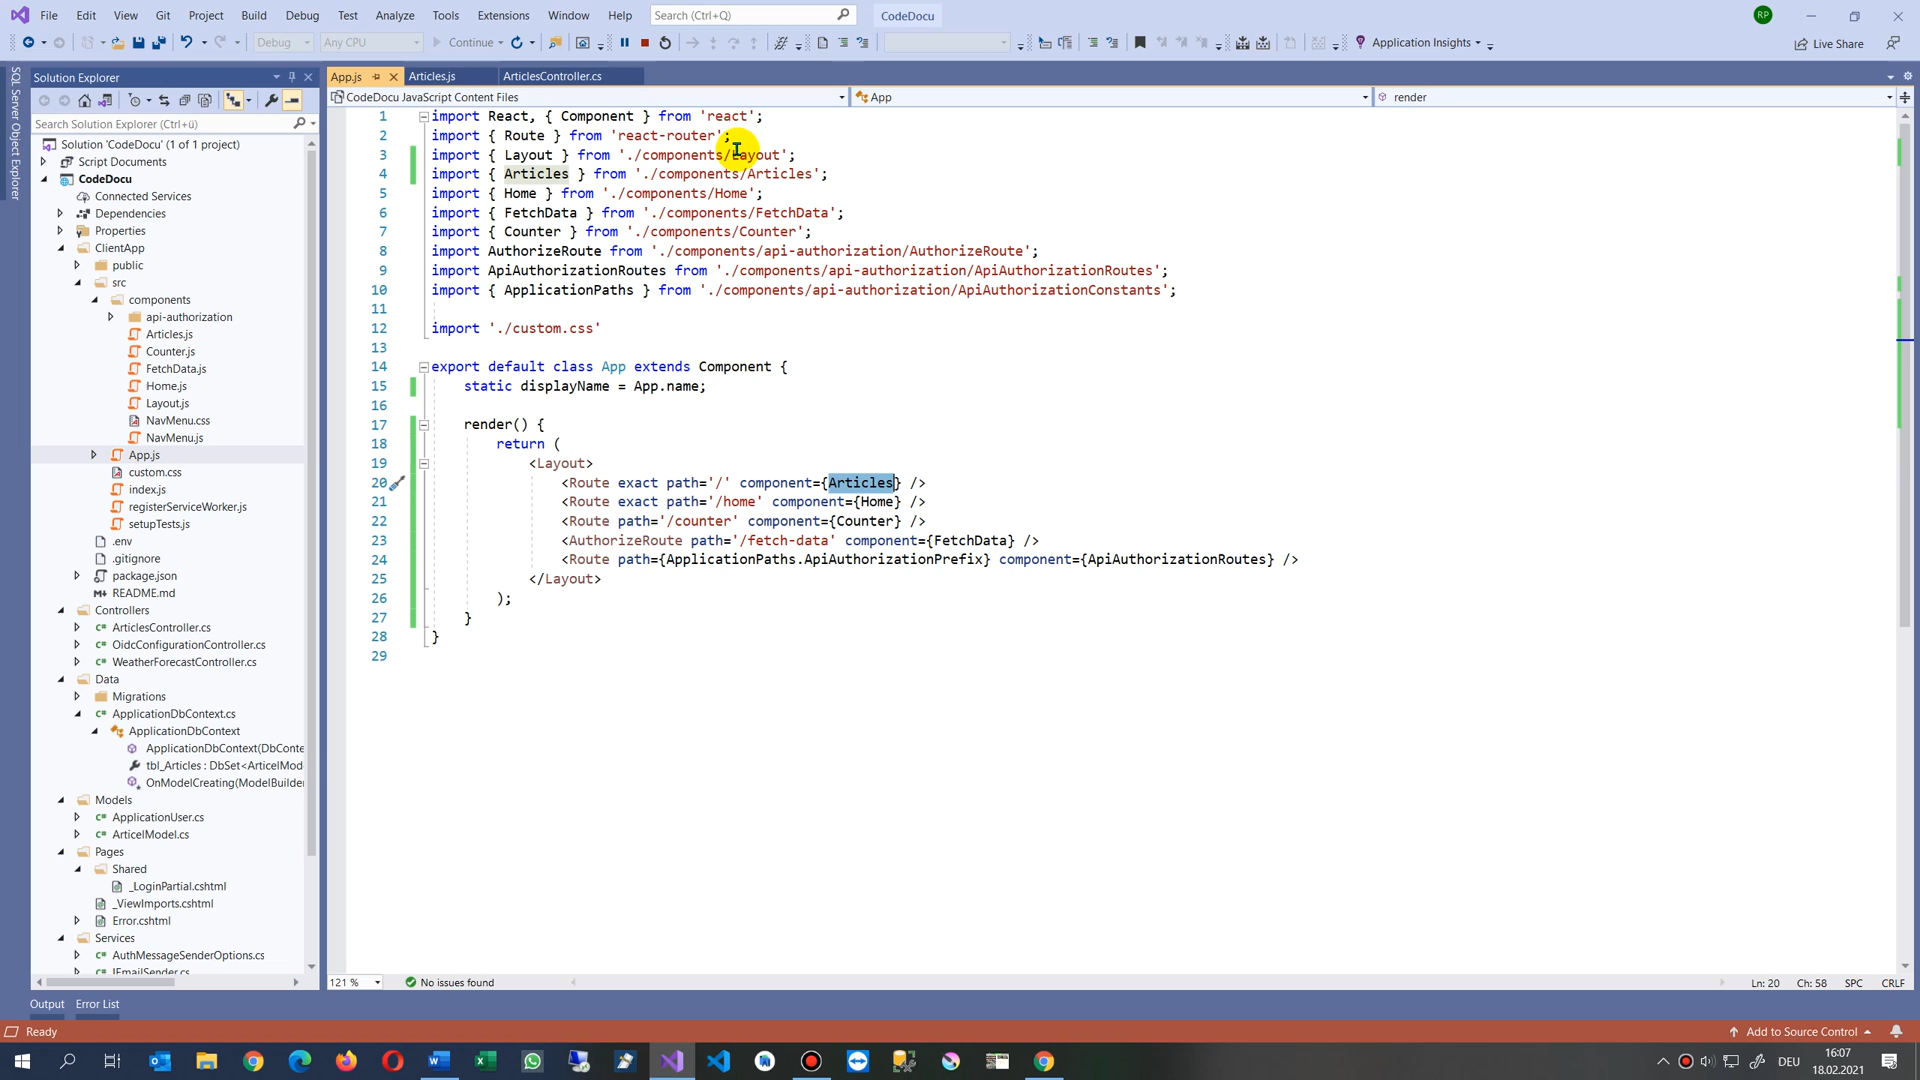 File Edit View Git Project Build Debug Test Analyze Tools Extensions Window Help Search (Ctrl+Q) CodeDocu RP
Debug Any CPU Continue Application Insights Live Share
SQL Server Object Explorer
Solution Explorer
Search Solution Explorer (Ctrl+ü)
Solution 'CodeDocu' (1 of 1 project)
Script Documents
CodeDocu
Connected Services
Dependencies
Properties
ClientApp
public
src
components
api-authorization
Articles.js
Counter.js
FetchData.js
Home.js
Layout.js
NavMenu.css
NavMenu.js
App.js
custom.css
index.js
registerServiceWorker.js
setupTests.js
.env
.gitignore
package.json
README.md
Controllers
ArticlesController.cs
OidcConfigurationController.cs
WeatherForecastController.cs
Data
Migrations
ApplicationDbContext.cs
ApplicationDbContext
ApplicationDbContext(DbConte
tbl_Articles : DbSet<ArticelMod
OnModelCreating(ModelBuilder
Models
ApplicationUser.cs
ArticelModel.cs
Pages
Shared
_LoginPartial.cshtml
_ViewImports.cshtml
Error.cshtml
Services
AuthMessageSenderOptions.cs
IEmailSender.cs
App.js Articles.js ArticlesController.cs
CodeDocu JavaScript Content Files App render
1 import React, { Component } from 'react';
2 import { Route } from 'react-router';
3 import { Layout } from './components/Layout';
4 import { Articles } from './components/Articles';
5 import { Home } from './components/Home';
6 import { FetchData } from './components/FetchData';
7 import { Counter } from './components/Counter';
8 import AuthorizeRoute from './components/api-authorization/AuthorizeRoute';
9 import ApiAuthorizationRoutes from './components/api-authorization/ApiAuthorizationRoutes';
10 import { ApplicationPaths } from './components/api-authorization/ApiAuthorizationConstants';
11
12 import './custom.css'
13
14 export default class App extends Component {
15 static displayName = App.name;
16
17 render() {
18 return (
19 <Layout>
20 <Route exact path='/' component={Articles} />
21 <Route exact path='/home' component={Home} />
22 <Route path='/counter' component={Counter} />
23 <AuthorizeRoute path='/fetch-data' component={FetchData} />
24 <Route path={ApplicationPaths.ApiAuthorizationPrefix} component={ApiAuthorizationRoutes} />
25 </Layout>
26 );
27 }
28 }
29
121 % No issues found Ln: 20 Ch: 58 SPC CRLF
Output Error List
Ready Add to Source Control
DEU 16:07
18.02.2021